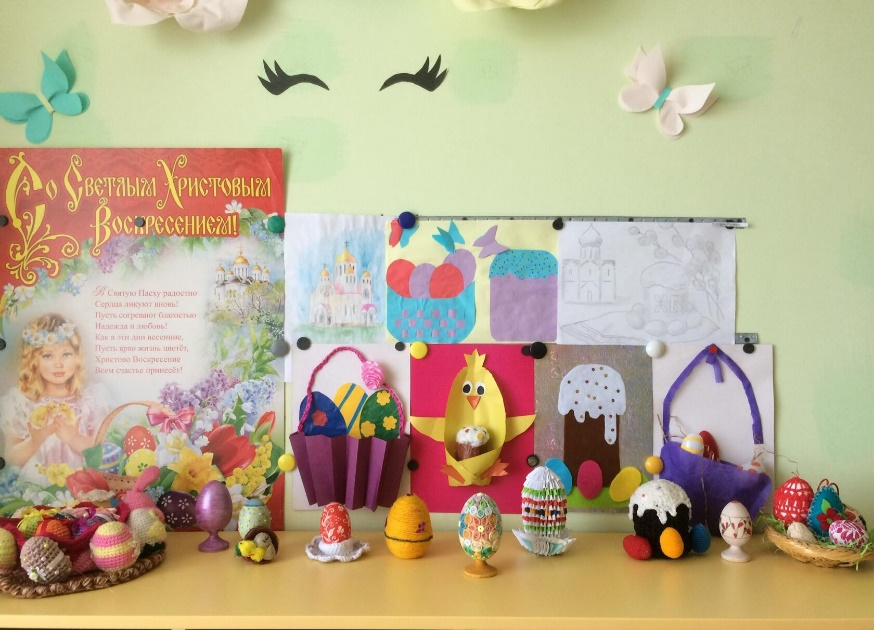 Со Светлым Христовым
Воскресением!
В Святую Пасху радостно
Сердца ликуют вновь!
Пусть согревают благостью
Надежда и любовь!
Как в эти дни весенние,
Пусть ярко жизнь цветёт,
Христово Воскресение
Всем счастье принесёт!